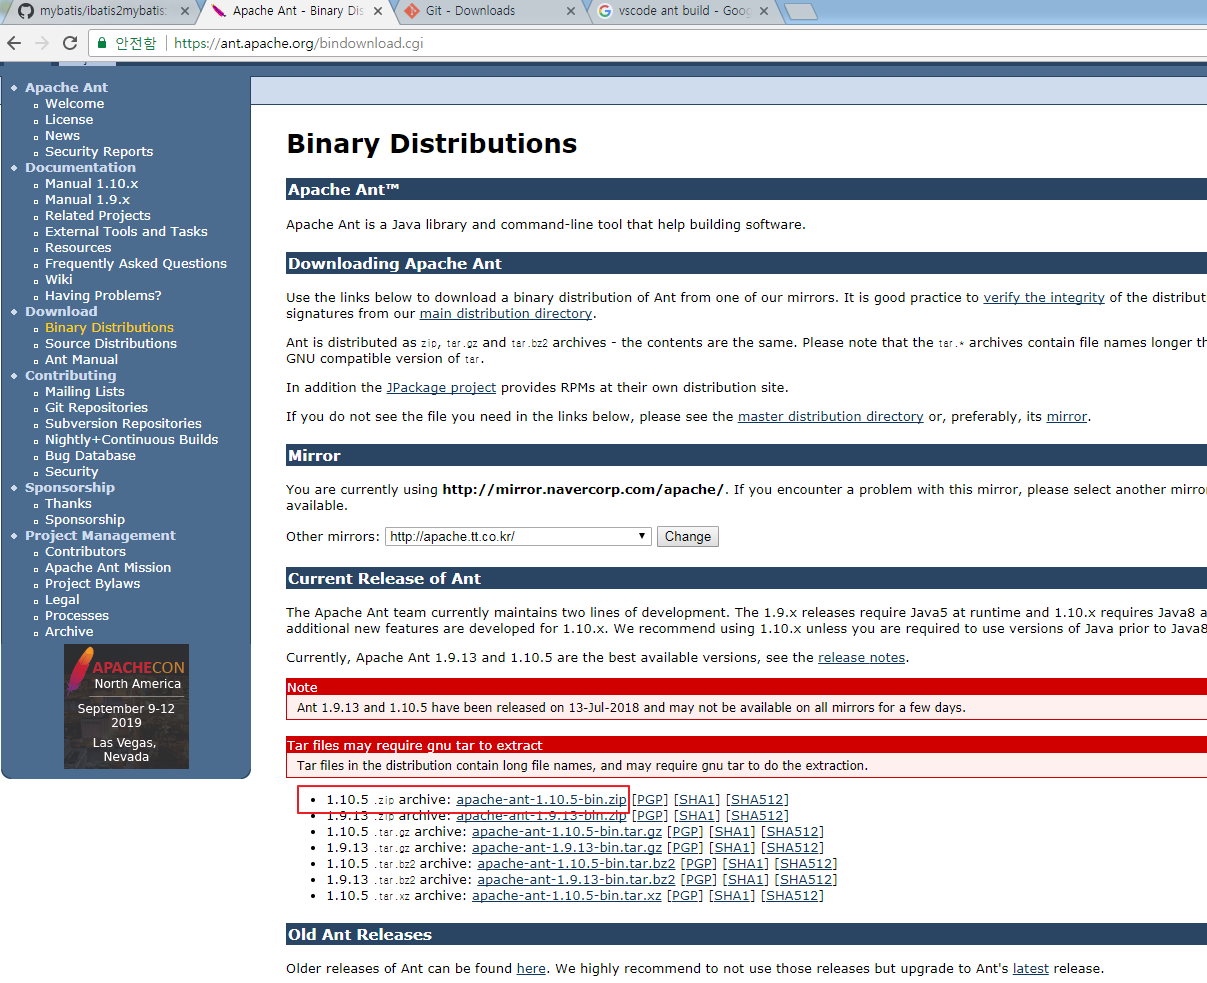 mybatis/ibatis2mybatis:
Apache Ant - Binary Dis
Git - Downloads
vscode ant build - Goog
안전함 https://ant.apache.org/bindownload.cgi
Apache Ant
Welcome
License
News
Security Reports
Documentation
Manual 1.10.x
Manual 1.9.x
Related Projects
External Tools and Tasks
Resources
Frequently Asked Questions
Wiki
Having Problems?
Download
Binary Distributions
Source Distributions
Ant Manual
Contributing
Mailing Lists
Git Repositories
Subversion Repositories
Nightly+Continuous Builds
Bug Database
Security
Sponsorship
Thanks
Sponsorship
Project Management
Contributors
Apache Ant Mission
Project Bylaws
Legal
Processes
Archive
APACHECON
North America
September 9-12
2019
Las Vegas,
Nevada
Binary Distributions
Apache Ant™
Apache Ant is a Java library and command-line tool that help building software.
Downloading Apache Ant
Use the links below to download a binary distribution of Ant from one of our mirrors. It is good practice to verify the integrity of the distribut
signatures from our main distribution directory.
Ant is distributed as zip, tar.gz and tar.bz2 archives - the contents are the same. Please note that the tar.* archives contain file names longer th
GNU compatible version of tar.
In addition the JPackage project provides RPMs at their own distribution site.
If you do not see the file you need in the links below, please see the master distribution directory or, preferably, its mirror.
Mirror
You are currently using http://mirror.navercorp.com/apache/. If you encounter a problem with this mirror, please select another mirror
available.
Other mirrors: http://apache.tt.co.kr/ Change
Current Release of Ant
The Apache Ant team currently maintains two lines of development. The 1.9.x releases require Java5 at runtime and 1.10.x requires Java8 a
additional new features are developed for 1.10.x. We recommend using 1.10.x unless you are required to use versions of Java prior to Java8
Currently, Apache Ant 1.9.13 and 1.10.5 are the best available versions, see the release notes.
Note
Ant 1.9.13 and 1.10.5 have been released on 13-Jul-2018 and may not be available on all mirrors for a few days.
Tar files may require gnu tar to extract
Tar files in the distribution contain long file names, and may require gnu tar to do the extraction.
1.10.5 .zip archive: apache-ant-1.10.5-bin.zip [PGP] [SHA1] [SHA512]
1.9.13 .zip archive: apache-ant-1.9.13-bin.zip [PGP] [SHA1] [SHA512]
1.10.5 .tar.gz archive: apache-ant-1.10.5-bin.tar.gz [PGP] [SHA1] [SHA512]
1.9.13 .tar.gz archive: apache-ant-1.9.13-bin.tar.gz [PGP] [SHA1] [SHA512]
1.10.5 .tar.bz2 archive: apache-ant-1.10.5-bin.tar.bz2 [PGP] [SHA1] [SHA512]
1.9.13 .tar.bz2 archive: apache-ant-1.9.13-bin.tar.bz2 [PGP] [SHA1] [SHA512]
1.10.5 .tar.xz archive: apache-ant-1.10.5-bin.tar.xz [PGP] [SHA1] [SHA512]
Old Ant Releases
Older releases of Ant can be found here. We highly recommend to not use those releases but upgrade to Ant's latest release.